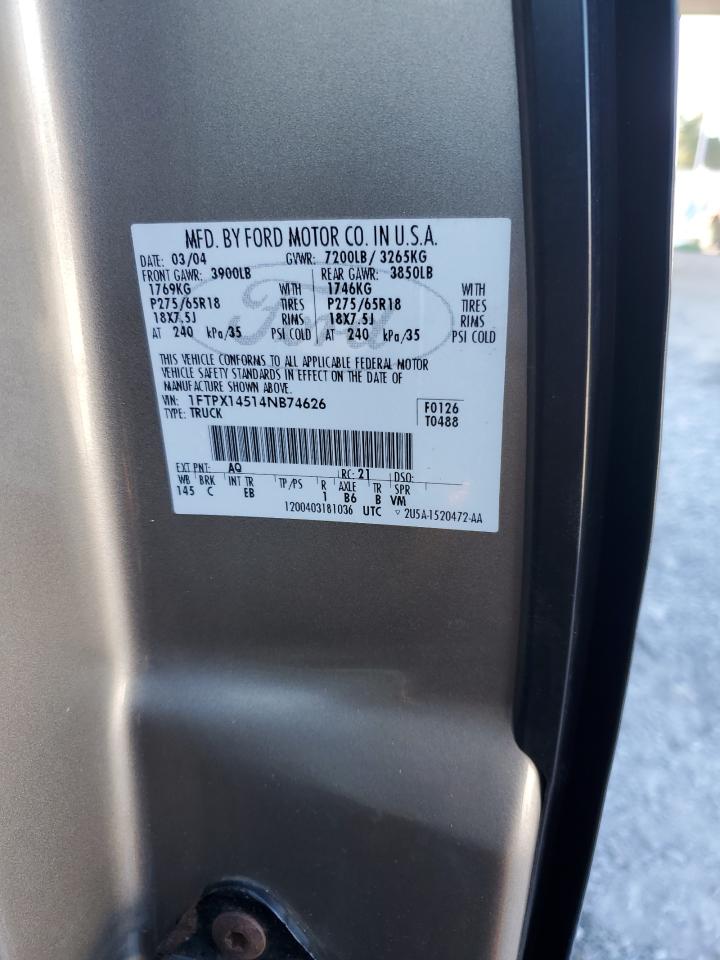 MFD. BY FORD MOTOR CO. IN U.S.A.
DATE: 03/04 GVWR: 7200LB/ 3265KG
FRONT GAWR: 3900LB REAR GAWR: 3850LB
1769KG WITH 1746KG WITH
P275/65R18 TIRES P275/65R18 TIRES
18X7.5J RIMS 18X7.5J RIMS
AT 240 kPa/35 PSI COLD AT 240 kPa/35 PSI COLD
Ford
THIS VEHICLE CONFORMS TO ALL APPLICABLE FEDERAL MOTOR
VEHICLE SAFETY STANDARDS IN EFFECT ON THE DATE OF
MANUFACTURE SHOWN ABOVE.
VIN: 1FTPX14514NB74626 F0126
TYPE: TRUCK T0488
EXT PNT: AQ RC: 21 DSO:
WB BRK INT TR TP/PS R AXLE TR SPR
145 C EB 1 B6 B VM
1200403181036 UTC ▽ 2U5A-1520472-AA